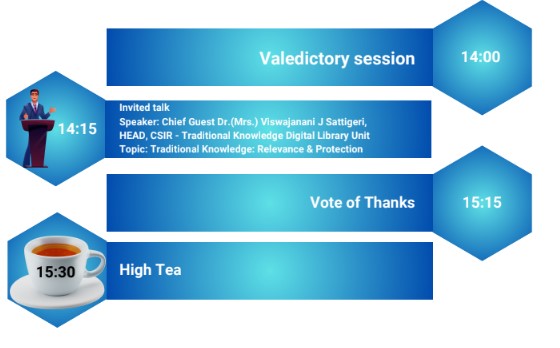 Valedictory session
14:00
14:15
Invited talk
Speaker: Chief Guest Dr.(Mrs.) Viswajanani J Sattigeri,
HEAD, CSIR - Traditional Knowledge Digital Library Unit
Topic: Traditional Knowledge: Relevance & Protection
Vote of Thanks
15:15
15:30
High Tea